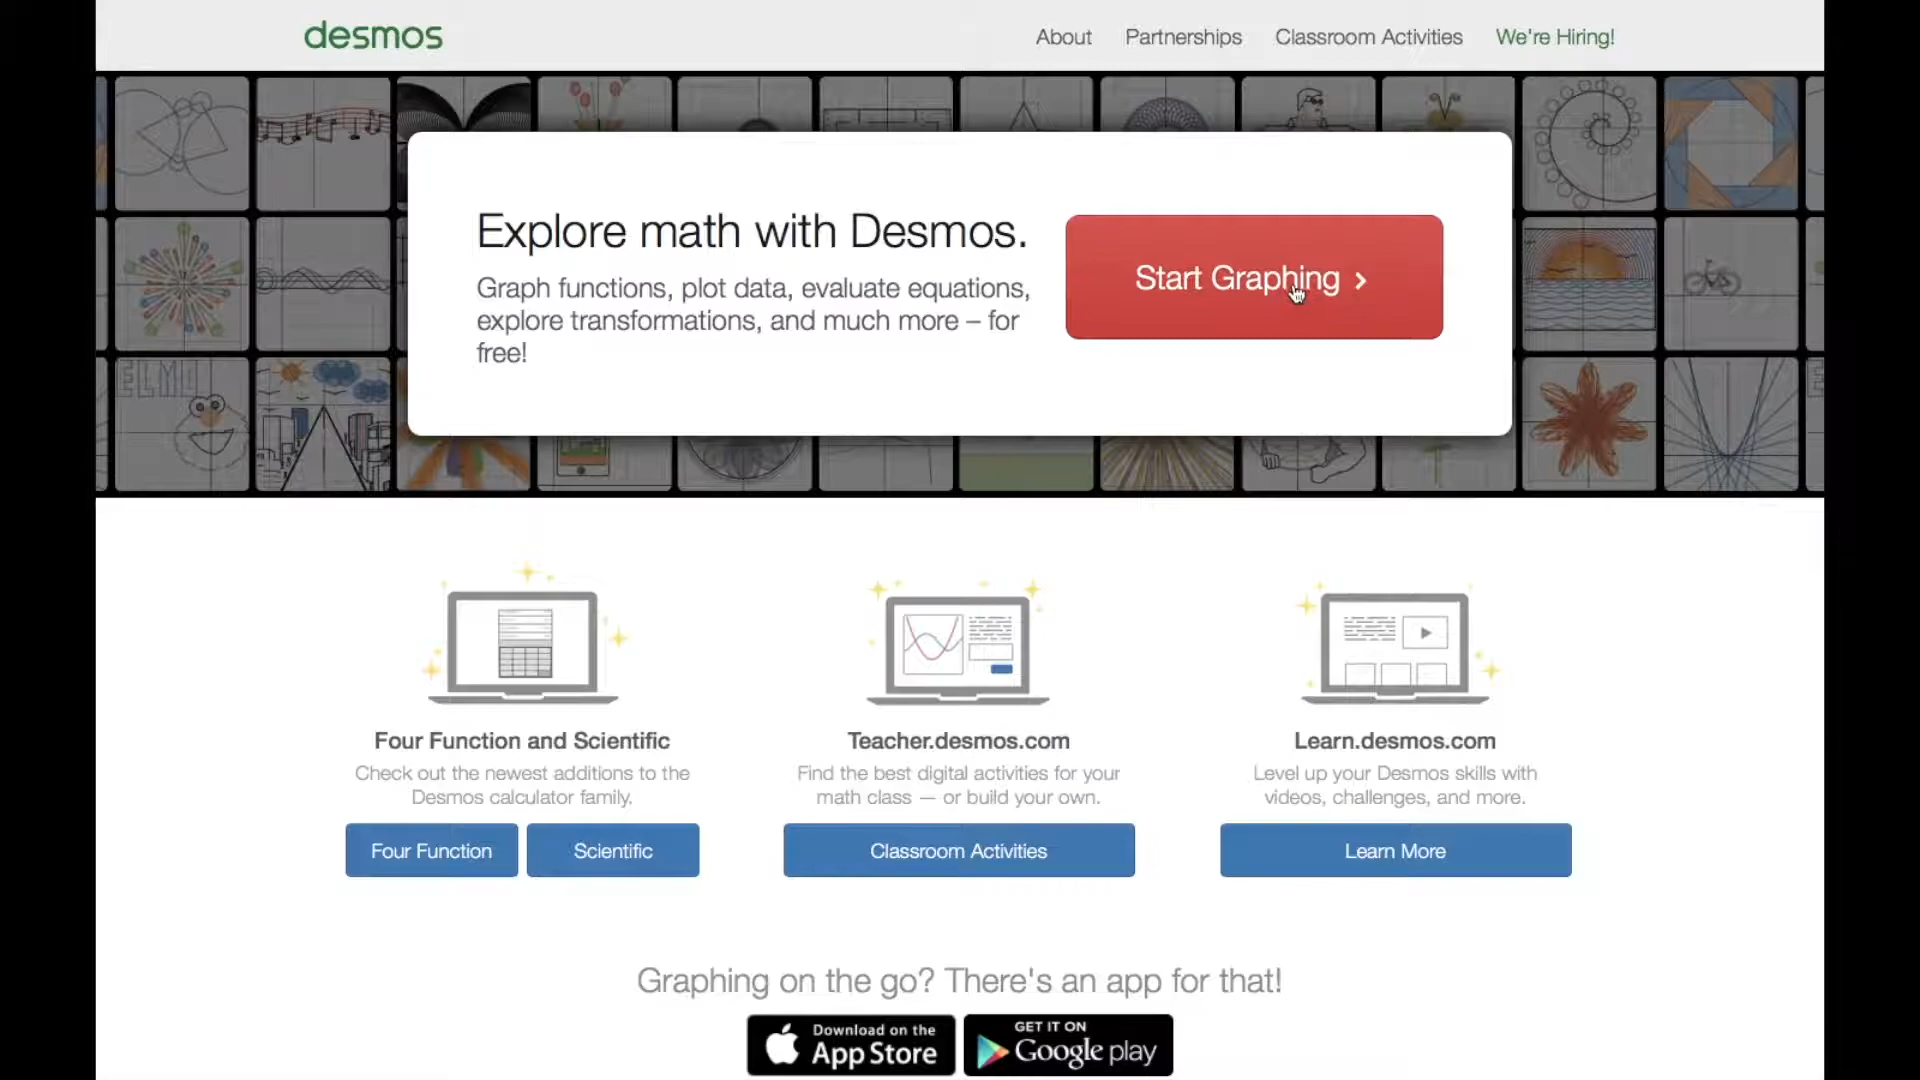 desmos
About Partnerships Classroom Activities We're Hiring!
Explore math with Desmos.
Graph functions, plot data, evaluate equations,
explore transformations, and much more – for
free!
Start Graphing
ELMO
Four Function and Scientific
Check out the newest additions to the
Desmos calculator family.
Four Function Scientific
Teacher.desmos.com
Find the best digital activities for your
math class — or build your own.
Classroom Activities
Learn.desmos.com
Level up your Desmos skills with
videos, challenges, and more.
Learn More
Graphing on the go? There's an app for that!
Download on the
App Store
GET IT ON
Google play